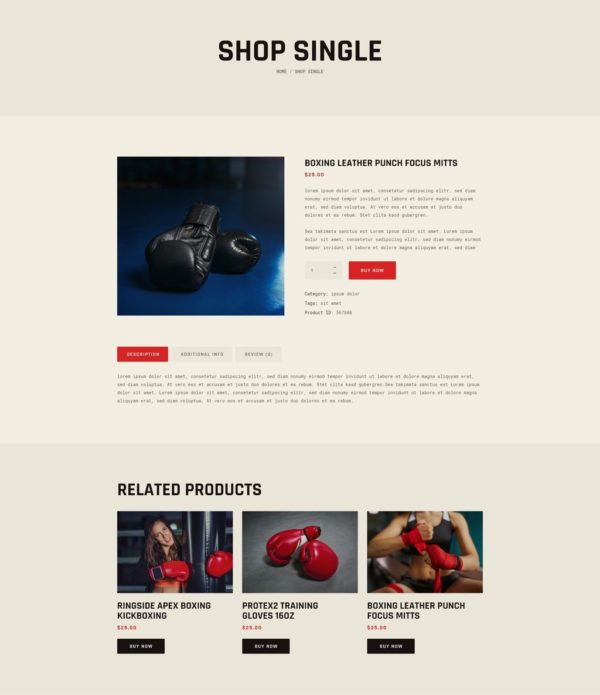 SHOP SINGLE
HOME / SHOP SINGLE
BOXING LEATHER PUNCH FOCUS MITTS
$25.00
lorem ipsum dolor sit amet, consetetur sadipscing elitr, sed diam
nonumy eirmod tempor invidunt ut labore et dolore magna aliquyam
erat, sed diam voluptua. At vero eos et accusam et justo duo
dolores et ea rebum. Stet clita kasd gubergren.
Sea takimata sanctus est Lorem ipsum dolor sit amet. Lorem ipsum
dolor sit amet, consetetur sadipscing elitr, sed diam nonumy eirmod
tempor invidunt ut labore et dolore magna aliquyam erat, sed diam
1
BUY NOW
Category: ipsum dolor
Tags: sit amet
Product ID: 567848
DESCRIPTION
ADDITIONAL INFO
REVIEW (0)
lorem ipsum dolor sit amet, consetetur sadipscing elitr, sed diam nonumy eirmod tempor invidunt ut labore et dolore magna aliquyam erat,
sed diam voluptua. At vero eos et accusam et justo duo dolores et ea rebum. Stet clita kasd gubergren.Sea takimata sanctus est Lorem ipsum
dolor sit amet. Lorem ipsum dolor sit amet, consetetur sadipscing elitr, sed diam nonumy eirmod tempor invidunt ut labore et dolore magna
aliquyam erat, sed diam voluptua. At vero eos et accusam et justo duo dolores et ea rebum.
RELATED PRODUCTS
RINGSIDE APEX BOXING
KICKBOXING
$25.00
BUY NOW
PROTEX2 TRAINING
GLOVES 16OZ
$25.00
BUY NOW
BOXING LEATHER PUNCH
FOCUS MITTS
$25.00
BUY NOW